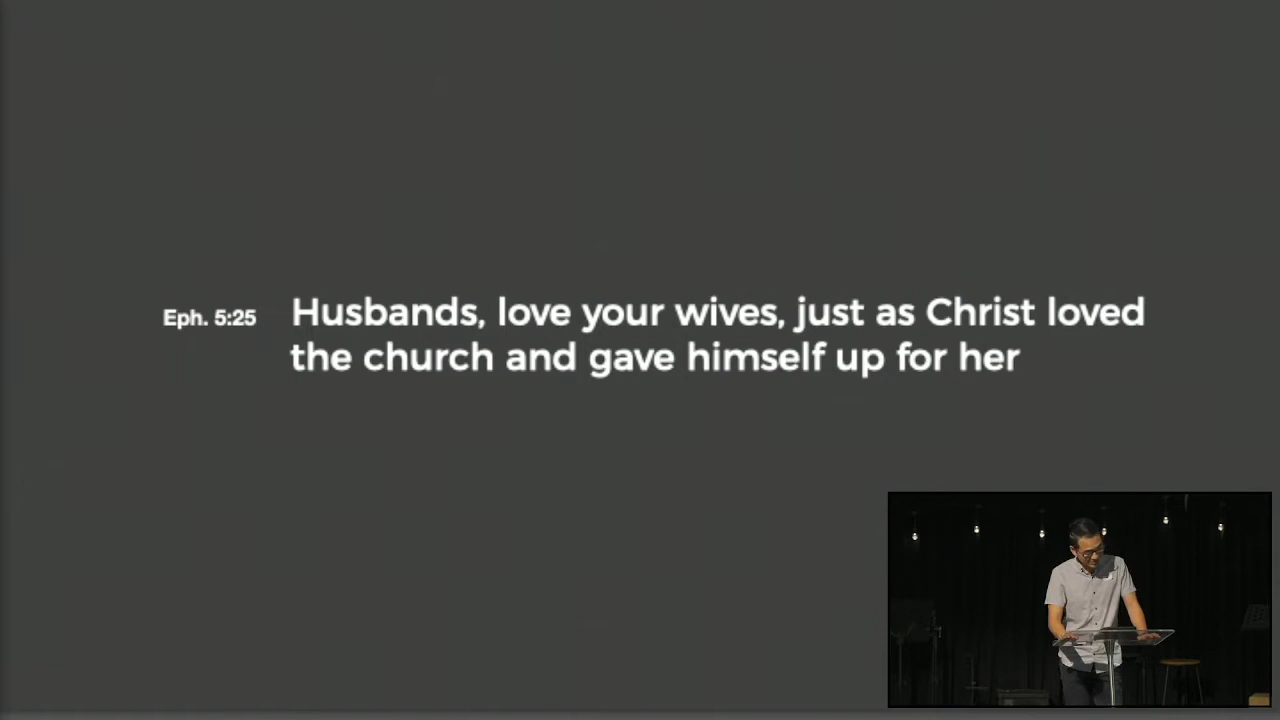 Eph. 5:25 Husbands, love your wives, just as Christ loved
the church and gave himself up for her